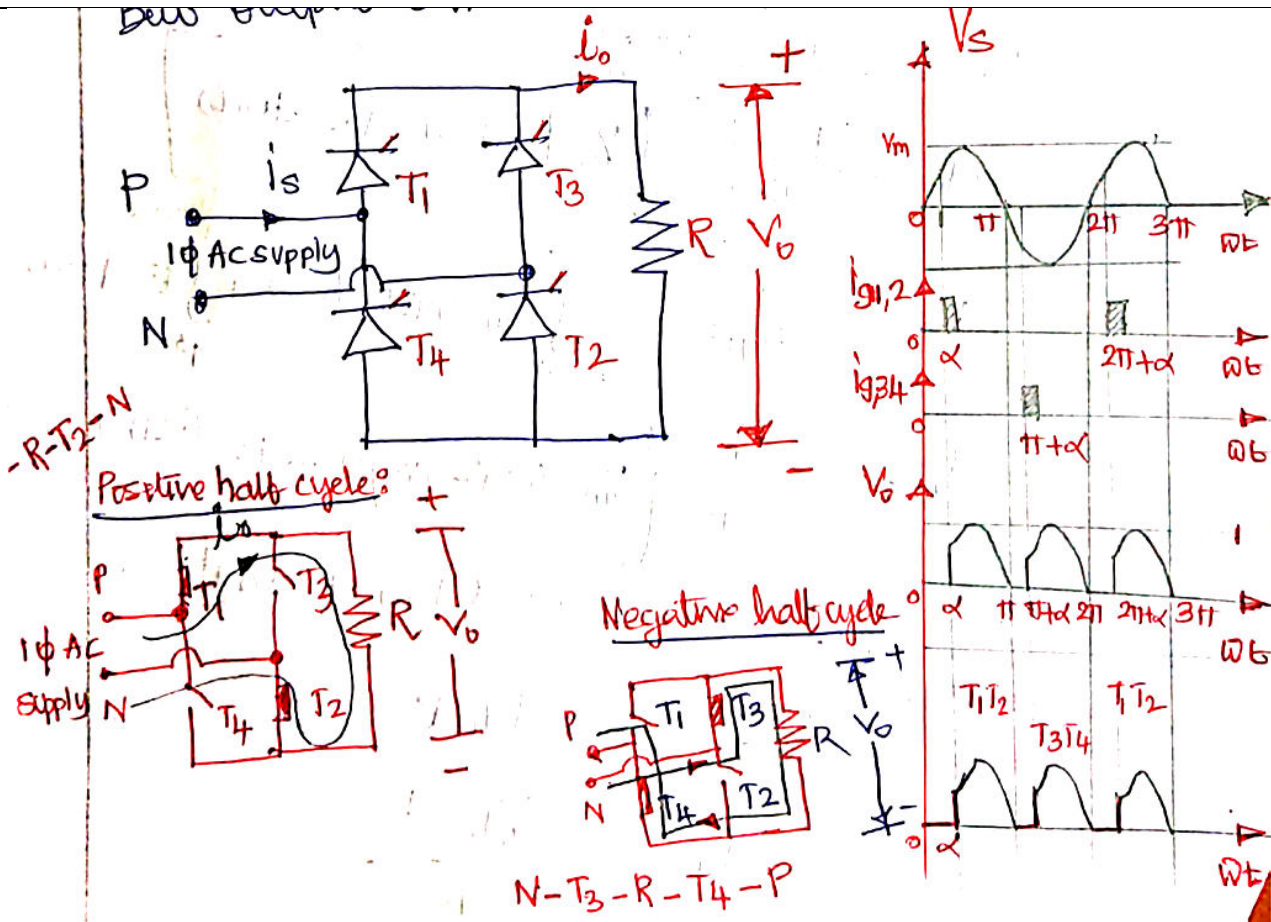 i₀
+
Vs
P
is
T₁
T₃
R
V₀
1ϕ Ac supply
N
T₄
T₂
-
Vm
0
π
2π
3π
ωt
ig1,2
0
α
2π+α
ωt
ig3,4
0
π+α
ωt
V₀
0
α
π
π+α
2π
2π+α
3π
ωt
T₁T₂
T₃T₄
T₁T₂
0
α
ωt
-R-T₂-N
Positive half cycle:
+
i₀
P
T₃
R
V₀
1ϕ AC
supply
N
T₄
T₂
-
Negative half cycle
+
P
T₁
T₃
R
V₀
N
T₄
T₂
-
N-T₃-R-T₄-P